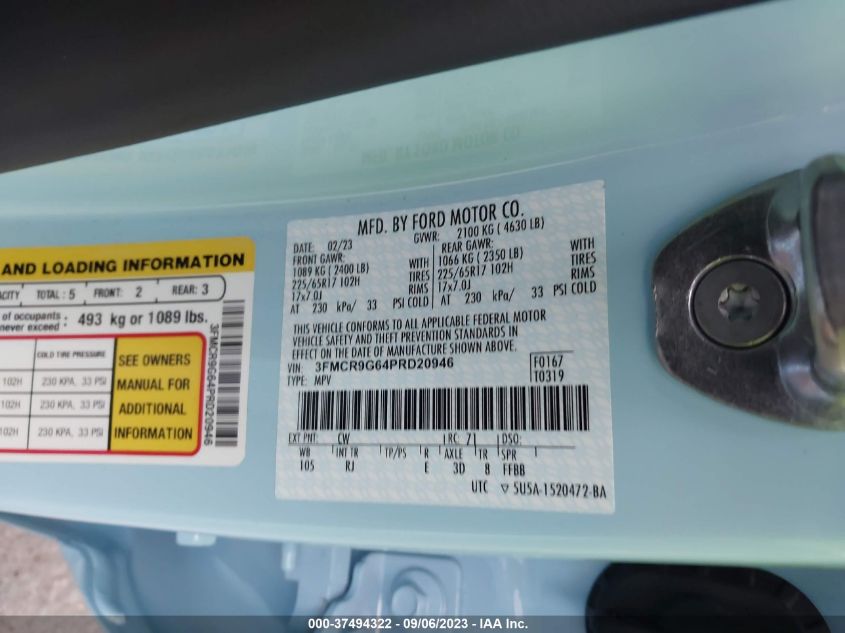 AND LOADING INFORMATION
TOTAL : 5 FRONT: 2 REAR: 3
of occupants : 493 kg or 1089 lbs.
never exceed
COLD TIRE PRESSURE
SEE OWNERS
MANUAL FOR
ADDITIONAL
INFORMATION
102H 230 KPA, 33 PSI
102H 230 KPA, 33 PSI
102H 230 KPA, 33 PSI
3FMCR9G64PRD20946
MFD. BY FORD MOTOR CO.
DATE: 02/23 GVWR: 2100 KG ( 4630 LB)
FRONT GAWR: REAR GAWR:
1089 KG ( 2400 LB) WITH 1066 KG ( 2350 LB) WITH
225/65R17 102H TIRES 225/65R17 102H TIRES
17x7.0J RIMS 17x7.0J RIMS
AT 230 kPa/ 33 PSI COLD AT 230 kPa/ 33 PSI COLD
THIS VEHICLE CONFORMS TO ALL APPLICABLE FEDERAL MOTOR
VEHICLE SAFETY AND THEFT PREVENTION STANDARDS IN
EFFECT ON THE DATE OF MANUFACTURE SHOWN ABOVE.
VIN: 3FMCR9G64PRD20946 F0167
TYPE: MPV T0319
EXT PNT: CW RC: 71 DSO:
WB INT TR TP/PS R AXLE TR SPR
105 RJ E 3D 8 FFBB
UTC ▽ 5U5A-1520472-BA
000-37494322 - 09/06/2023 - IAA Inc.